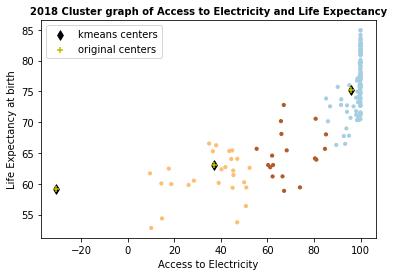 2018 Cluster graph of Access to Electricity and Life Expectancy
kmeans centers
original centers
Life Expectancy at birth
85
80
75
70
65
60
55
−20
0
20
40
60
80
100
Access to Electricity